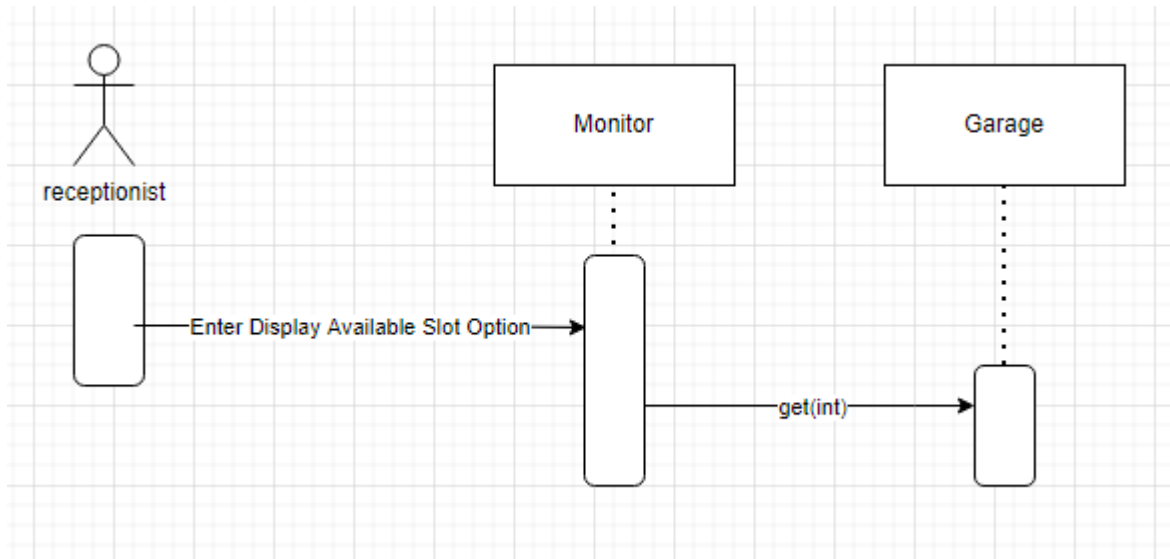 receptionist
Monitor
Garage
Enter Display Available Slot Option
get(int)